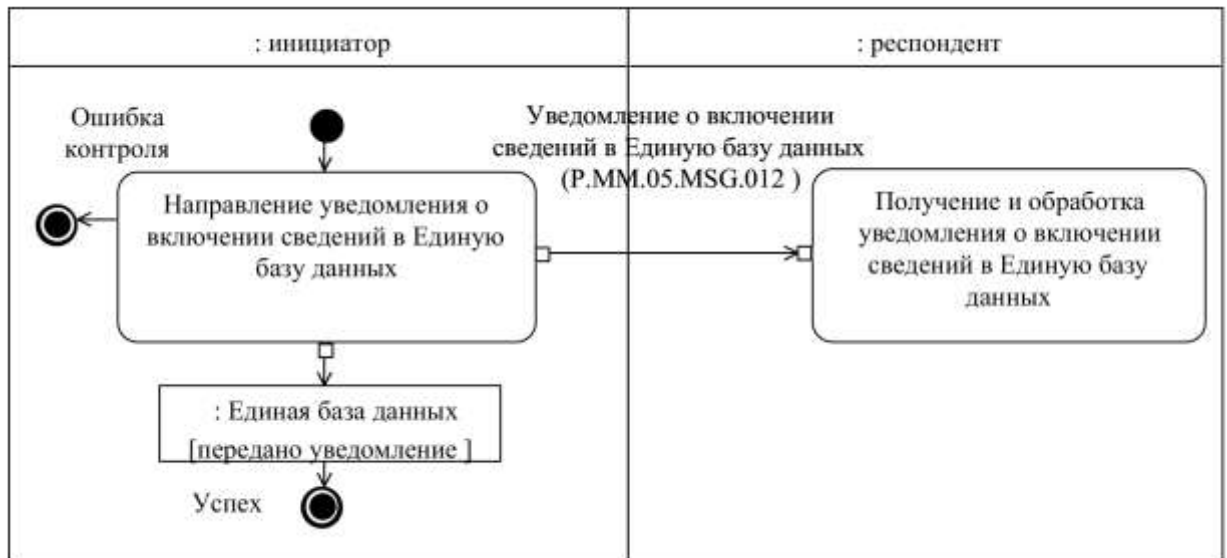 : инициатор
: респондент
Ошибка
контроля
Уведомление о включении
сведений в Единую базу данных
(P.MM.05.MSG.012 )
Направление уведомления о
включении сведений в Единую
базу данных
Получение и обработка
уведомления о включении
сведений в Единую базу
данных
: Единая база данных
[передано уведомление ]
Успех